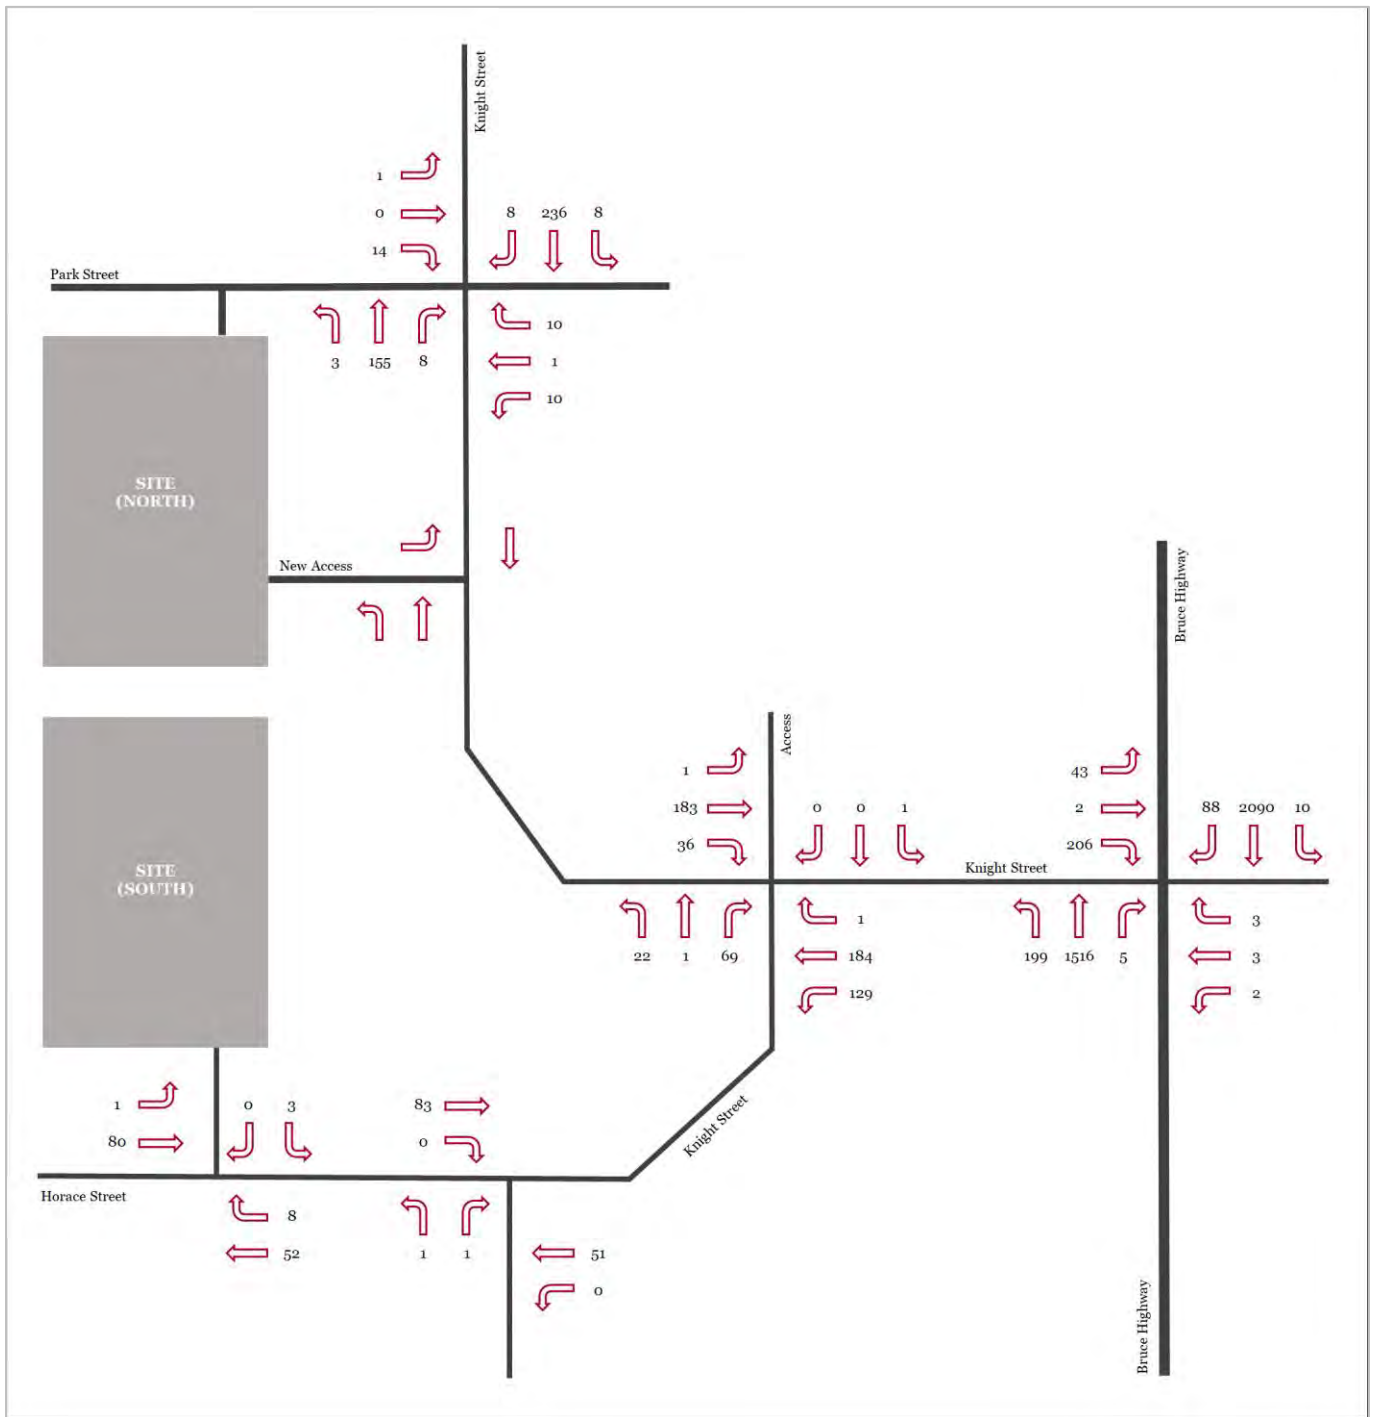 Knight Street
1
0
8 236 8
14
Park Street
10
3 155 8
1
10
SITE
(NORTH)
New Access
Bruce Highway
Access
1
43
183
0 0 1
2
88 2090 10
36
206
SITE
(SOUTH)
Knight Street
1
3
22 1 69
184
199 1516 5
3
129
2
1
0 3
83
80
0
Knight Street
Horace Street
8
52
1 1
51
0
Bruce Highway